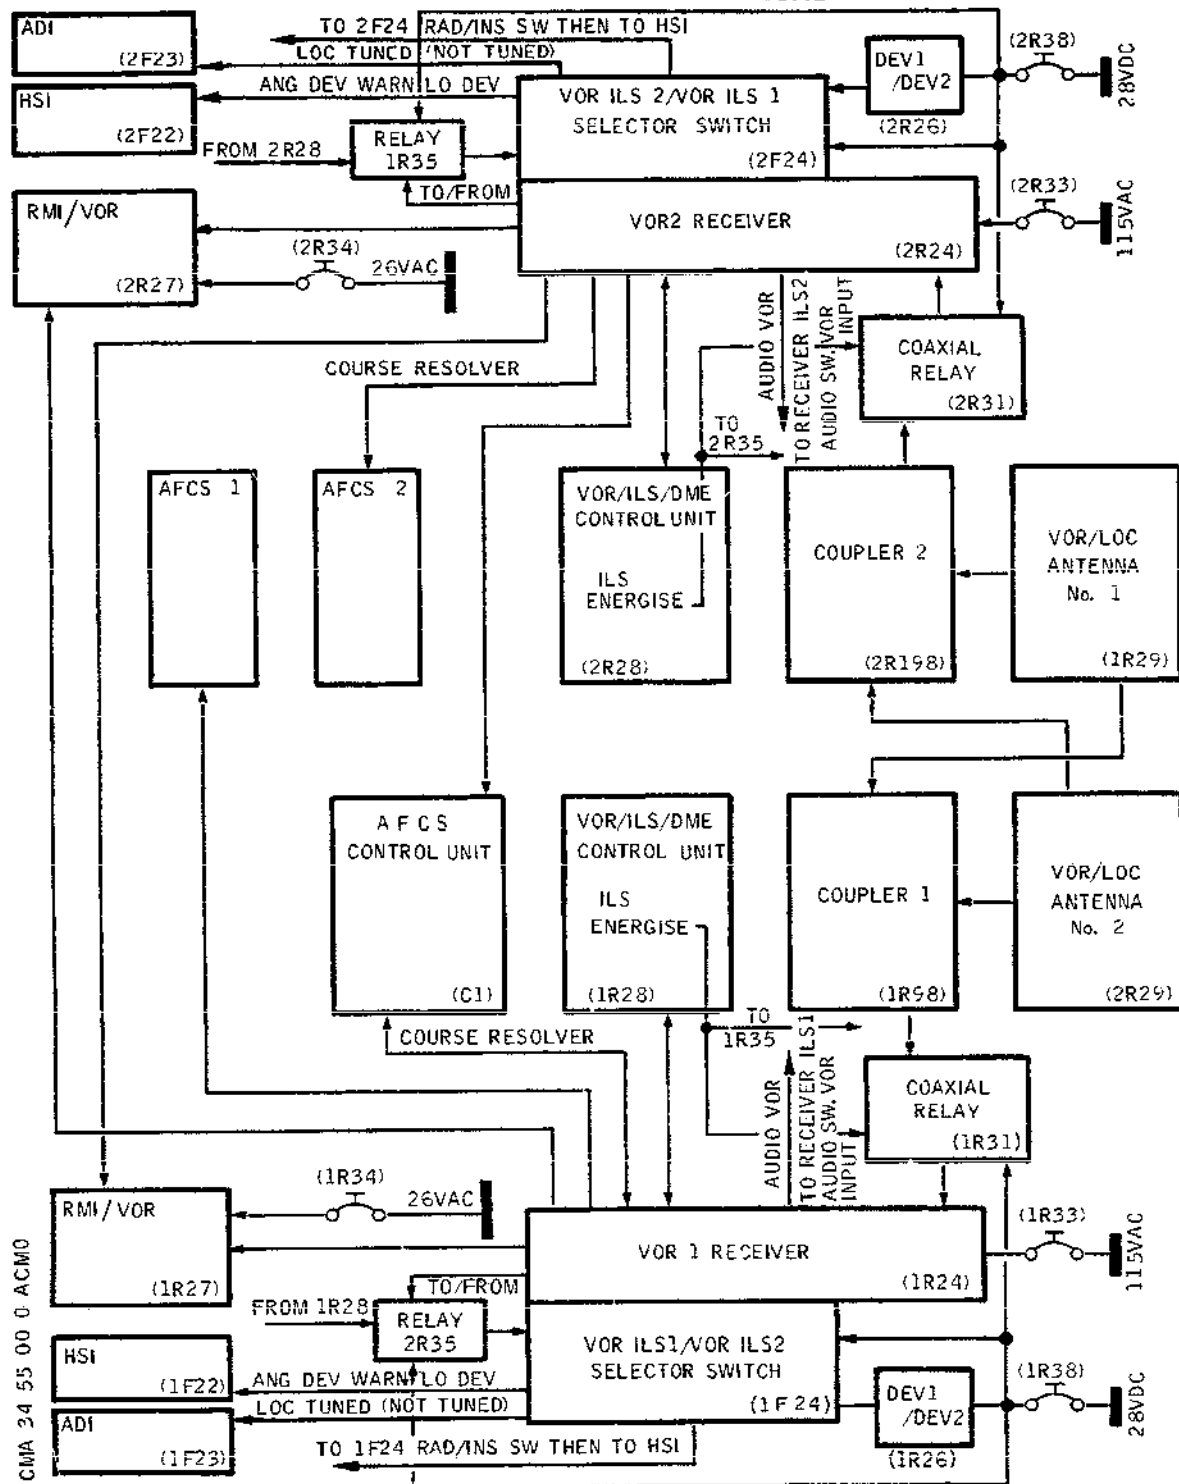 TO 2F24 RAD/INS SW THEN TO HSI
ADI
(2F23)
LOC TUNED (NOT TUNED)
HSI
(2F22)
ANG DEV WARN LO DEV
VOR ILS 2/VOR ILS 1
SELECTOR SWITCH
(2F24)
DEV1
/DEV2
(2R26)
(2R38)
28VDC
FROM 2R28
RELAY
1R35
TO/FROM
RMI/VOR
(2R27)
(2R34)
26VAC
VOR2 RECEIVER
(2R24)
(2R33)
115VAC
COURSE RESOLVER
AUDIO VOR
TO RECEIVER ILS2
AUDIO SW. VOR
INPUT
COAXIAL
RELAY
(2R31)
TO
2R35
AFCS 1
AFCS 2
VOR/ILS/DME
CONTROL UNIT
ILS
ENERGISE
(2R28)
COUPLER 2
(2R198)
VOR/LOC
ANTENNA
No. 1
(1R29)
AFCS
CONTROL UNIT
(C1)
VOR/ILS/DME
CONTROL UNIT
ILS
ENERGISE
(1R28)
COUPLER 1
(1R98)
VOR/LOC
ANTENNA
No. 2
(2R29)
COURSE RESOLVER
TO
1R35
AUDIO VOR
TO RECEIVER ILS1
AUDIO SW. VOR
INPUT
COAXIAL
RELAY
(1R31)
RMI/VOR
(1R27)
(1R34)
26VAC
VOR 1 RECEIVER
(1R24)
(1R33)
115VAC
TO/FROM
FROM 1R28
RELAY
2R35
VOR ILS1/VOR ILS2
SELECTOR SWITCH
(1F24)
HSI
(1F22)
ANG DEV WARN LO DEV
LOC TUNED (NOT TUNED)
ADI
(1F23)
DEV1
/DEV2
(1R26)
(1R38)
28VDC
TO 1F24 RAD/INS SW THEN TO HSI
CMA 34 55 00 0 ACM0